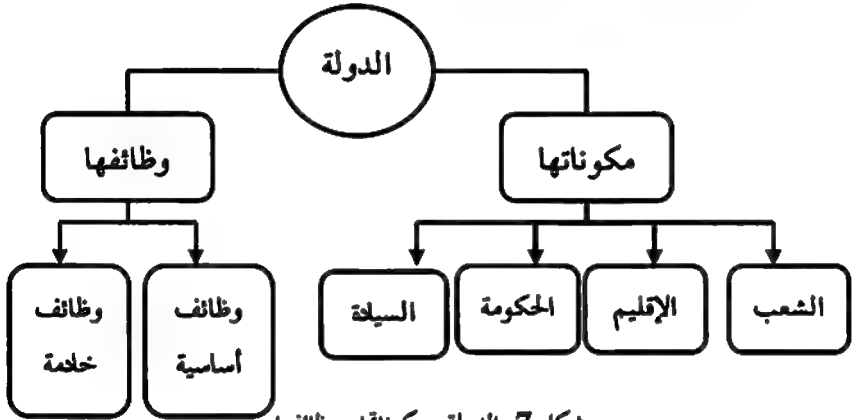 الدولة
مكوناتها
وظائفها
الشعب
الإقليم
الحكومة
السيادة
وظائف
أساسية
وظائف
خادمة